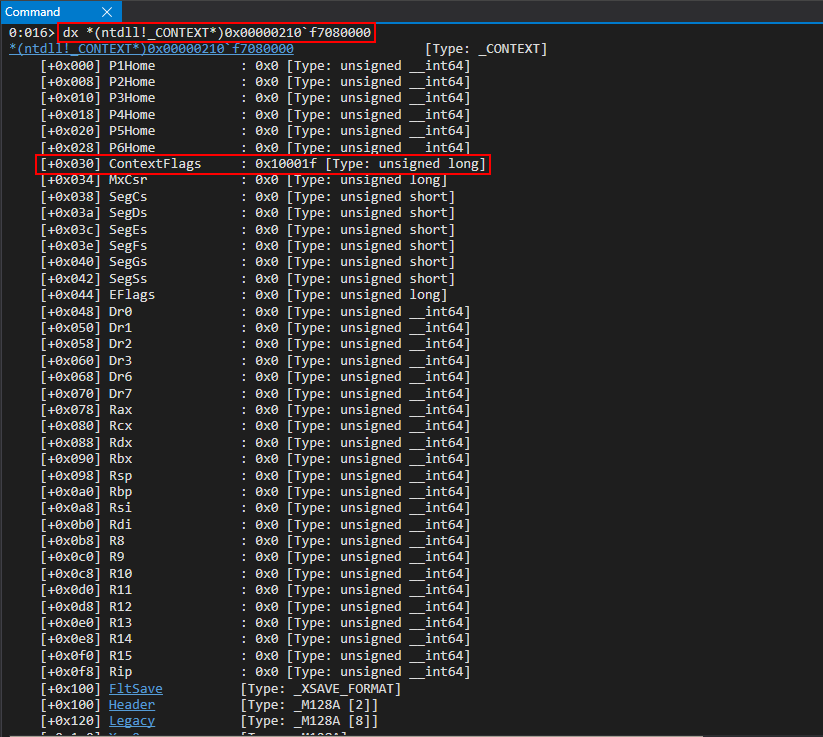 Command ×
0:016> dx *(ntdll!_CONTEXT*)0x00000210`f7080000
*(ntdll!_CONTEXT*)0x00000210`f7080000 [Type: _CONTEXT]
[+0x000] P1Home : 0x0 [Type: unsigned __int64]
[+0x008] P2Home : 0x0 [Type: unsigned __int64]
[+0x010] P3Home : 0x0 [Type: unsigned __int64]
[+0x018] P4Home : 0x0 [Type: unsigned __int64]
[+0x020] P5Home : 0x0 [Type: unsigned __int64]
[+0x028] P6Home : 0x0 [Type: unsigned __int64]
[+0x030] ContextFlags : 0x10001f [Type: unsigned long]
[+0x034] MxCsr : 0x0 [Type: unsigned long]
[+0x038] SegCs : 0x0 [Type: unsigned short]
[+0x03a] SegDs : 0x0 [Type: unsigned short]
[+0x03c] SegEs : 0x0 [Type: unsigned short]
[+0x03e] SegFs : 0x0 [Type: unsigned short]
[+0x040] SegGs : 0x0 [Type: unsigned short]
[+0x042] SegSs : 0x0 [Type: unsigned short]
[+0x044] EFlags : 0x0 [Type: unsigned long]
[+0x048] Dr0 : 0x0 [Type: unsigned __int64]
[+0x050] Dr1 : 0x0 [Type: unsigned __int64]
[+0x058] Dr2 : 0x0 [Type: unsigned __int64]
[+0x060] Dr3 : 0x0 [Type: unsigned __int64]
[+0x068] Dr6 : 0x0 [Type: unsigned __int64]
[+0x070] Dr7 : 0x0 [Type: unsigned __int64]
[+0x078] Rax : 0x0 [Type: unsigned __int64]
[+0x080] Rcx : 0x0 [Type: unsigned __int64]
[+0x088] Rdx : 0x0 [Type: unsigned __int64]
[+0x090] Rbx : 0x0 [Type: unsigned __int64]
[+0x098] Rsp : 0x0 [Type: unsigned __int64]
[+0x0a0] Rbp : 0x0 [Type: unsigned __int64]
[+0x0a8] Rsi : 0x0 [Type: unsigned __int64]
[+0x0b0] Rdi : 0x0 [Type: unsigned __int64]
[+0x0b8] R8 : 0x0 [Type: unsigned __int64]
[+0x0c0] R9 : 0x0 [Type: unsigned __int64]
[+0x0c8] R10 : 0x0 [Type: unsigned __int64]
[+0x0d0] R11 : 0x0 [Type: unsigned __int64]
[+0x0d8] R12 : 0x0 [Type: unsigned __int64]
[+0x0e0] R13 : 0x0 [Type: unsigned __int64]
[+0x0e8] R14 : 0x0 [Type: unsigned __int64]
[+0x0f0] R15 : 0x0 [Type: unsigned __int64]
[+0x0f8] Rip : 0x0 [Type: unsigned __int64]
[+0x100] FltSave [Type: _XSAVE_FORMAT]
[+0x100] Header [Type: _M128A [2]]
[+0x120] Legacy [Type: _M128A [8]]